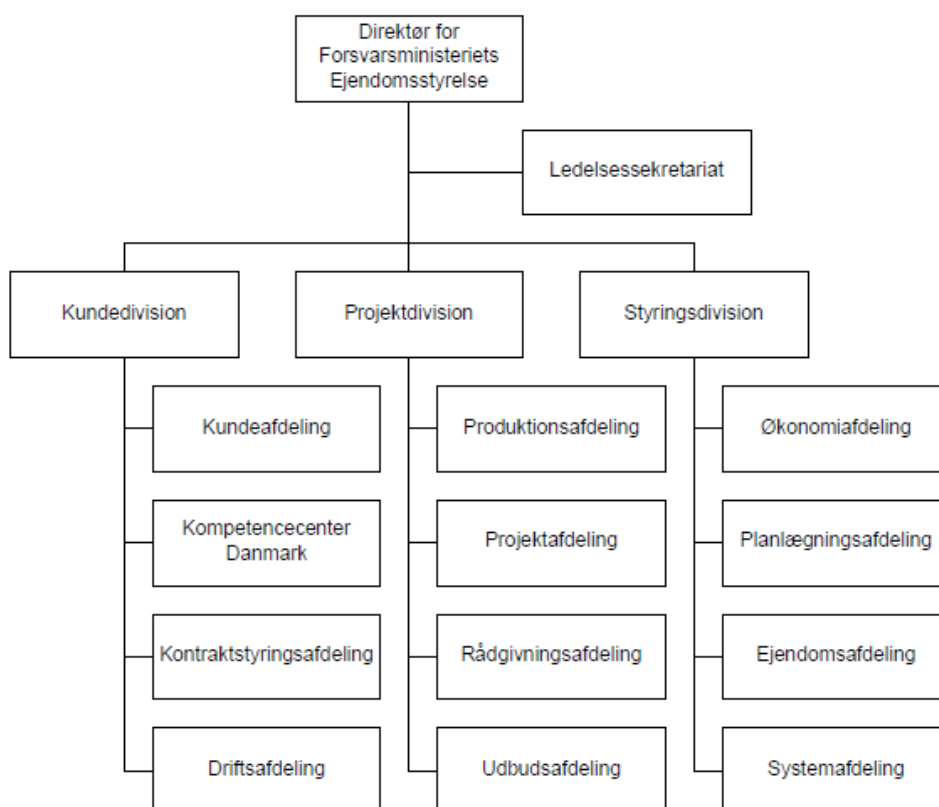 Direktør for
Forsvarsministeriets
Ejendomsstyrelse
Ledelsessekretariat
Kundedivision
Projektdivision
Styringsdivision
Kundeafdeling
Produktionsafdeling
Økonomiafdeling
Kompetencecenter
Danmark
Projektafdeling
Planlægningsafdeling
Kontraktstyringsafdeling
Rådgivningsafdeling
Ejendomsafdeling
Driftsafdeling
Udbudsafdeling
Systemafdeling